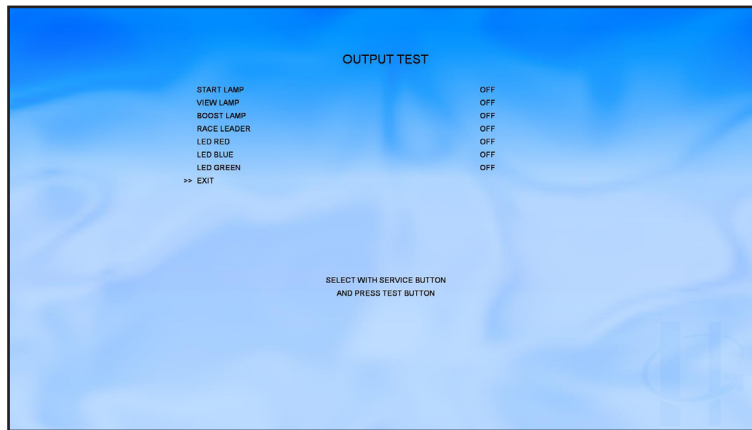 OUTPUT TEST
START LAMP OFF
VIEW LAMP OFF
BOOST LAMP OFF
RACE LEADER OFF
LED RED OFF
LED BLUE OFF
LED GREEN OFF
>> EXIT
SELECT WITH SERVICE BUTTON
AND PRESS TEST BUTTON